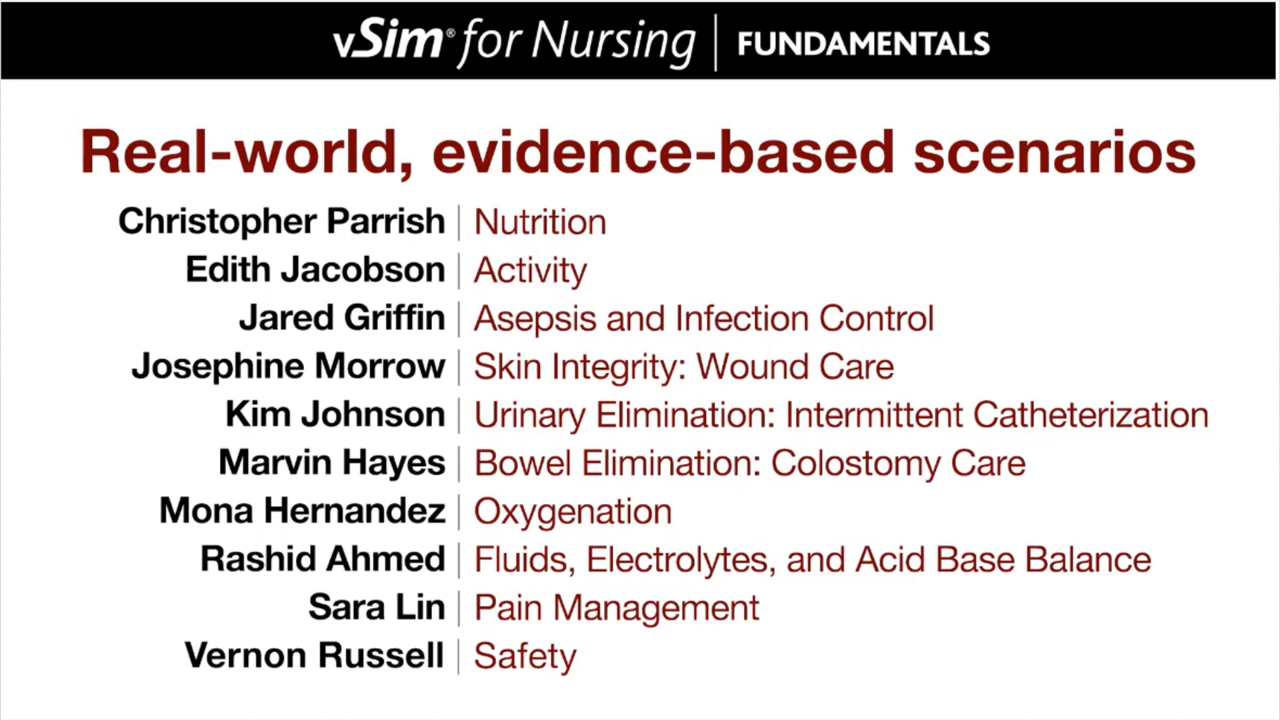 vSim® for Nursing | FUNDAMENTALS
Real-world, evidence-based scenarios
Christopher Parrish | Nutrition
Edith Jacobson | Activity
Jared Griffin | Asepsis and Infection Control
Josephine Morrow | Skin Integrity: Wound Care
Kim Johnson | Urinary Elimination: Intermittent Catheterization
Marvin Hayes | Bowel Elimination: Colostomy Care
Mona Hernandez | Oxygenation
Rashid Ahmed | Fluids, Electrolytes, and Acid Base Balance
Sara Lin | Pain Management
Vernon Russell | Safety